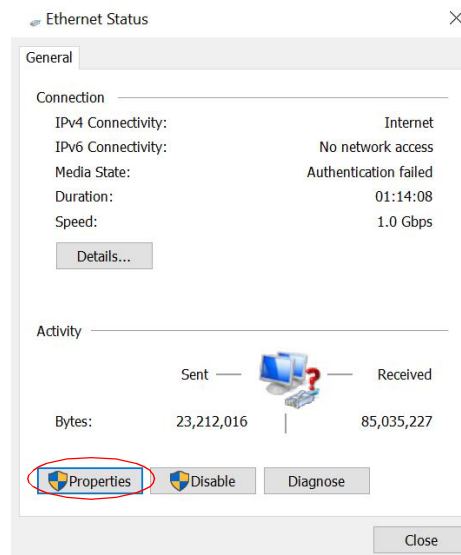 Ethernet Status
General
Connection
IPv4 Connectivity: Internet
IPv6 Connectivity: No network access
Media State: Authentication failed
Duration: 01:14:08
Speed: 1.0 Gbps
Details...
Activity
Sent Received
Bytes: 23,212,016 85,035,227
Properties Disable Diagnose
Close